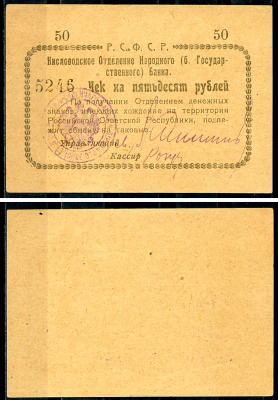 50 50
Р. С. Ф. С. Р.
Кисловодское Отделение Народного (б. Государ-
ственного) Банка.
5246 Чек на пятьдесят рублей
По получении Отделением денежных
знаков, имеющих хождение на территории
Российской Советской Республики, подле-
жит обмену на таковые.
Управляющий
Кассир